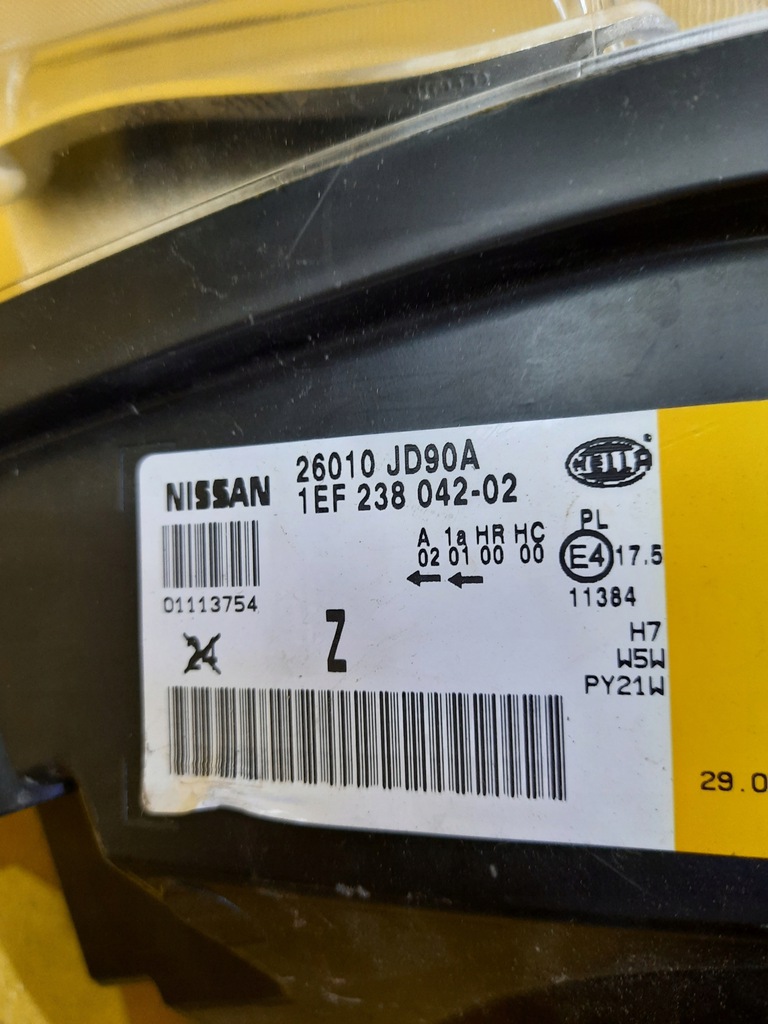 26010 JD90A
NISSAN 1EF 238 042-02
HELLA
A 1a HR HC PL
02 01 00 00 E4 17.5
01113754
11384
24 Z
H7
W5W
PY21W
29.0